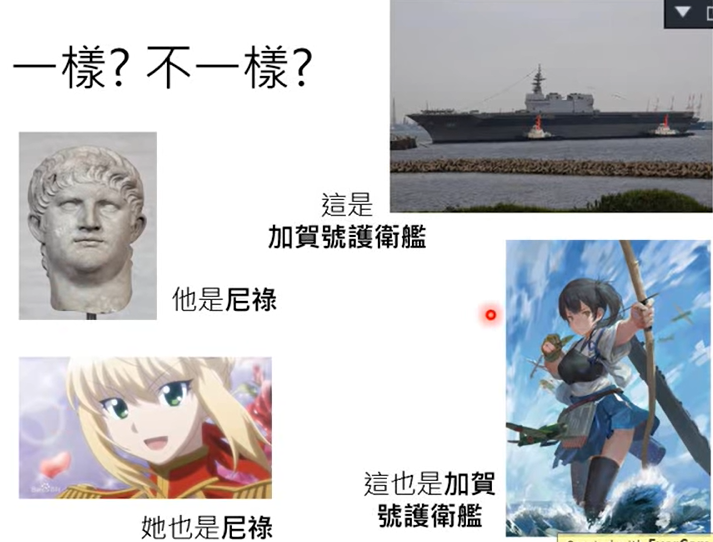 一樣? 不一樣?
這是
加賀號護衛艦
他是尼祿
她也是尼祿
這也是加賀
號護衛艦